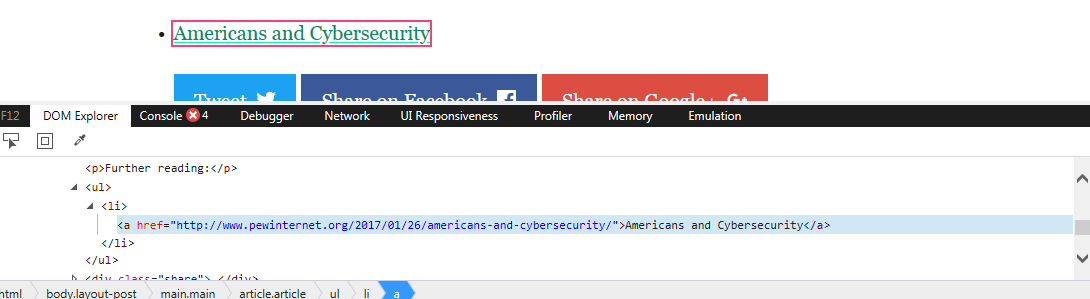 • Americans and Cybersecurity
Tweet Share on Facebook Share on Google+ G+
F12 DOM Explorer Console 4 Debugger Network UI Responsiveness Profiler Memory Emulation
<p>Further reading:</p>
<ul>
<li>
<a href="http://www.pewinternet.org/2017/01/26/americans-and-cybersecurity/">Americans and Cybersecurity</a>
</li>
</ul>
<div class="share"> </div>
html body.layout-post main.main article.article ul li a